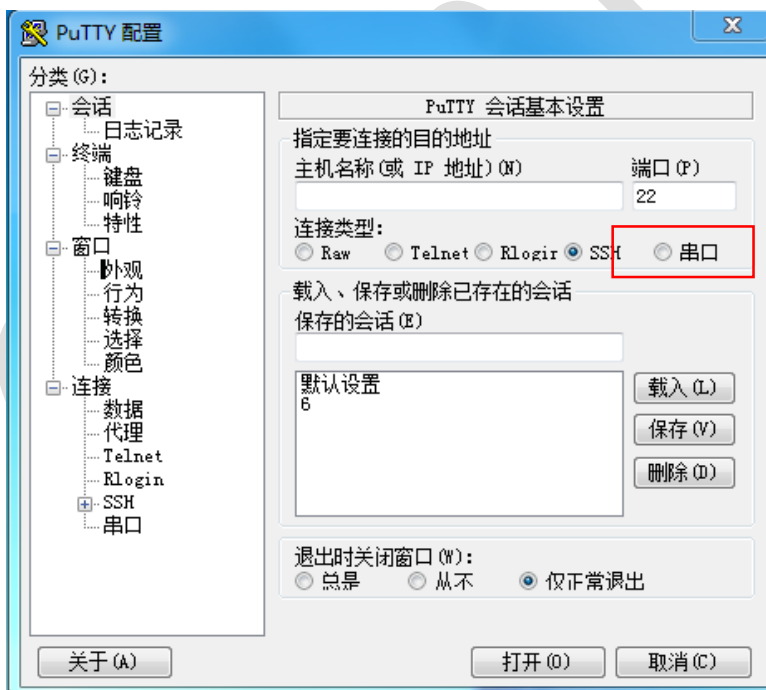 PuTTY 配置
分类(G):
会话
日志记录
终端
键盘
响铃
特性
窗口
外观
行为
转换
选择
颜色
连接
数据
代理
Telnet
Rlogin
SSH
串口
PuTTY 会话基本设置
指定要连接的目的地址
主机名称(或 IP 地址)(N) 端口(P)
22
连接类型:
Raw Telnet Rlogir SSH 串口
载入、保存或删除已存在的会话
保存的会话(E)
默认设置
6
载入(L)
保存(V)
删除(D)
退出时关闭窗口(W):
总是 从不 仅正常退出
关于(A) 打开(O) 取消(C)